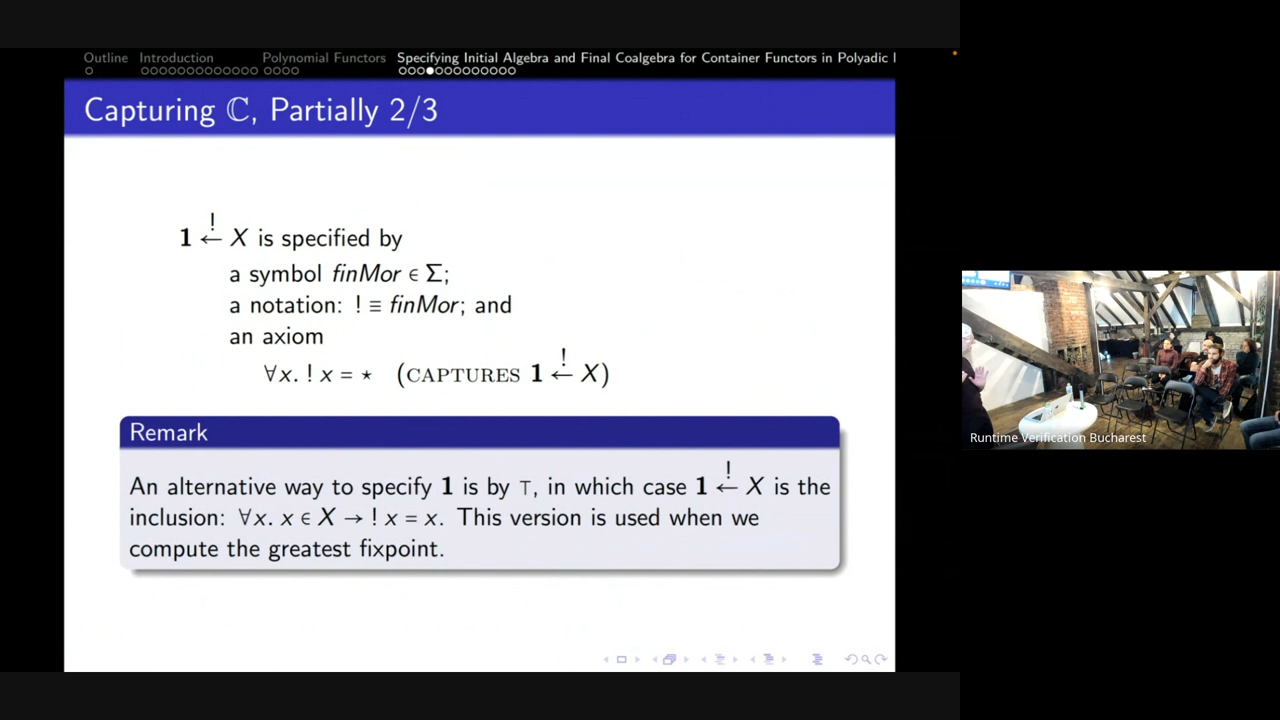 Outline Introduction Polynomial Functors Specifying Initial Algebra and Final Coalgebra for Container Functors in Polyadic
Capturing ℂ, Partially 2/3
!
1 ← X is specified by
a symbol finMor ∈ Σ;
a notation: ! ≡ finMor; and
an axiom
!
∀x. ! x = ⋆ (CAPTURES 1 ← X)
Remark
!
An alternative way to specify 1 is by ⊤, in which case 1 ← X is the
inclusion: ∀x. x ∈ X → ! x = x. This version is used when we
compute the greatest fixpoint.
Runtime Verification Bucharest